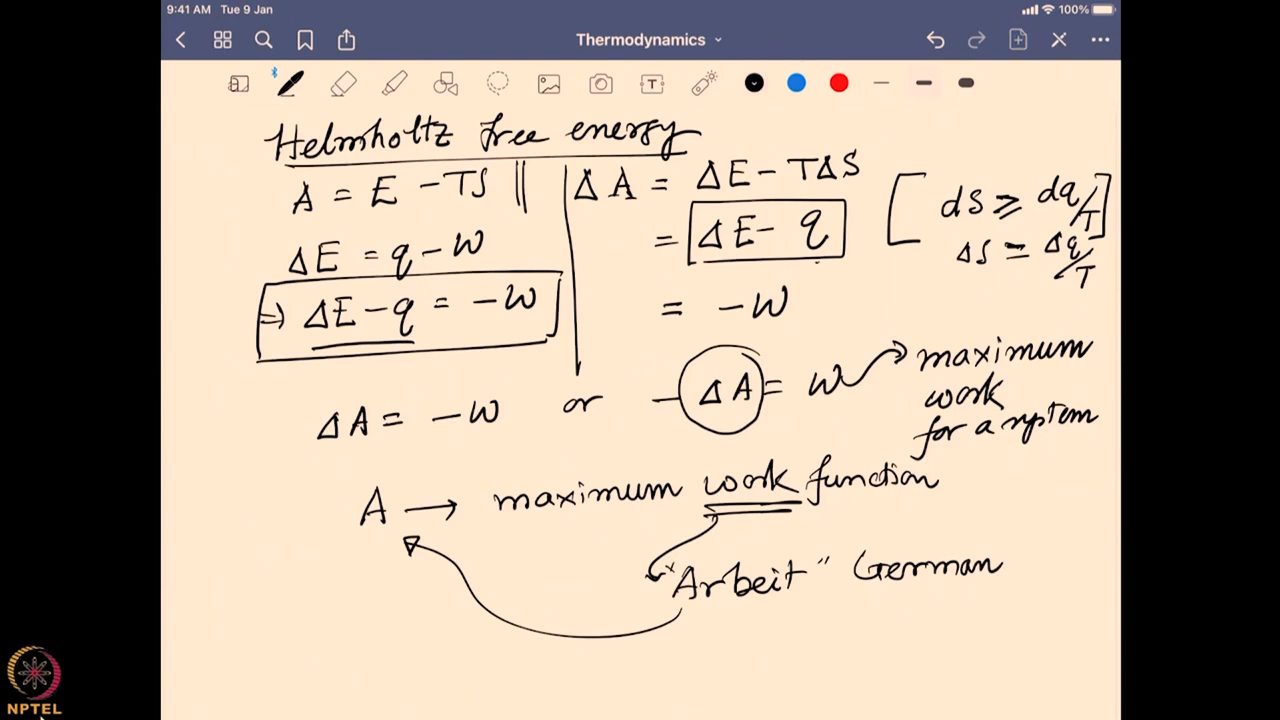 9:41 AM Tue 9 Jan
100%
Thermodynamics
T
Helmholtz free energy
A = E - TS ||
ΔA = ΔE - TΔS
[ dS ≥ dq/T ]
ΔS = Δq/T
ΔE = q - w
= ΔE - q
⇒ ΔE - q = -w
= -w
ΔA = -w or -ΔA = w
maximum
work
for a system
A → maximum work function
"Arbeit" German
NPTEL